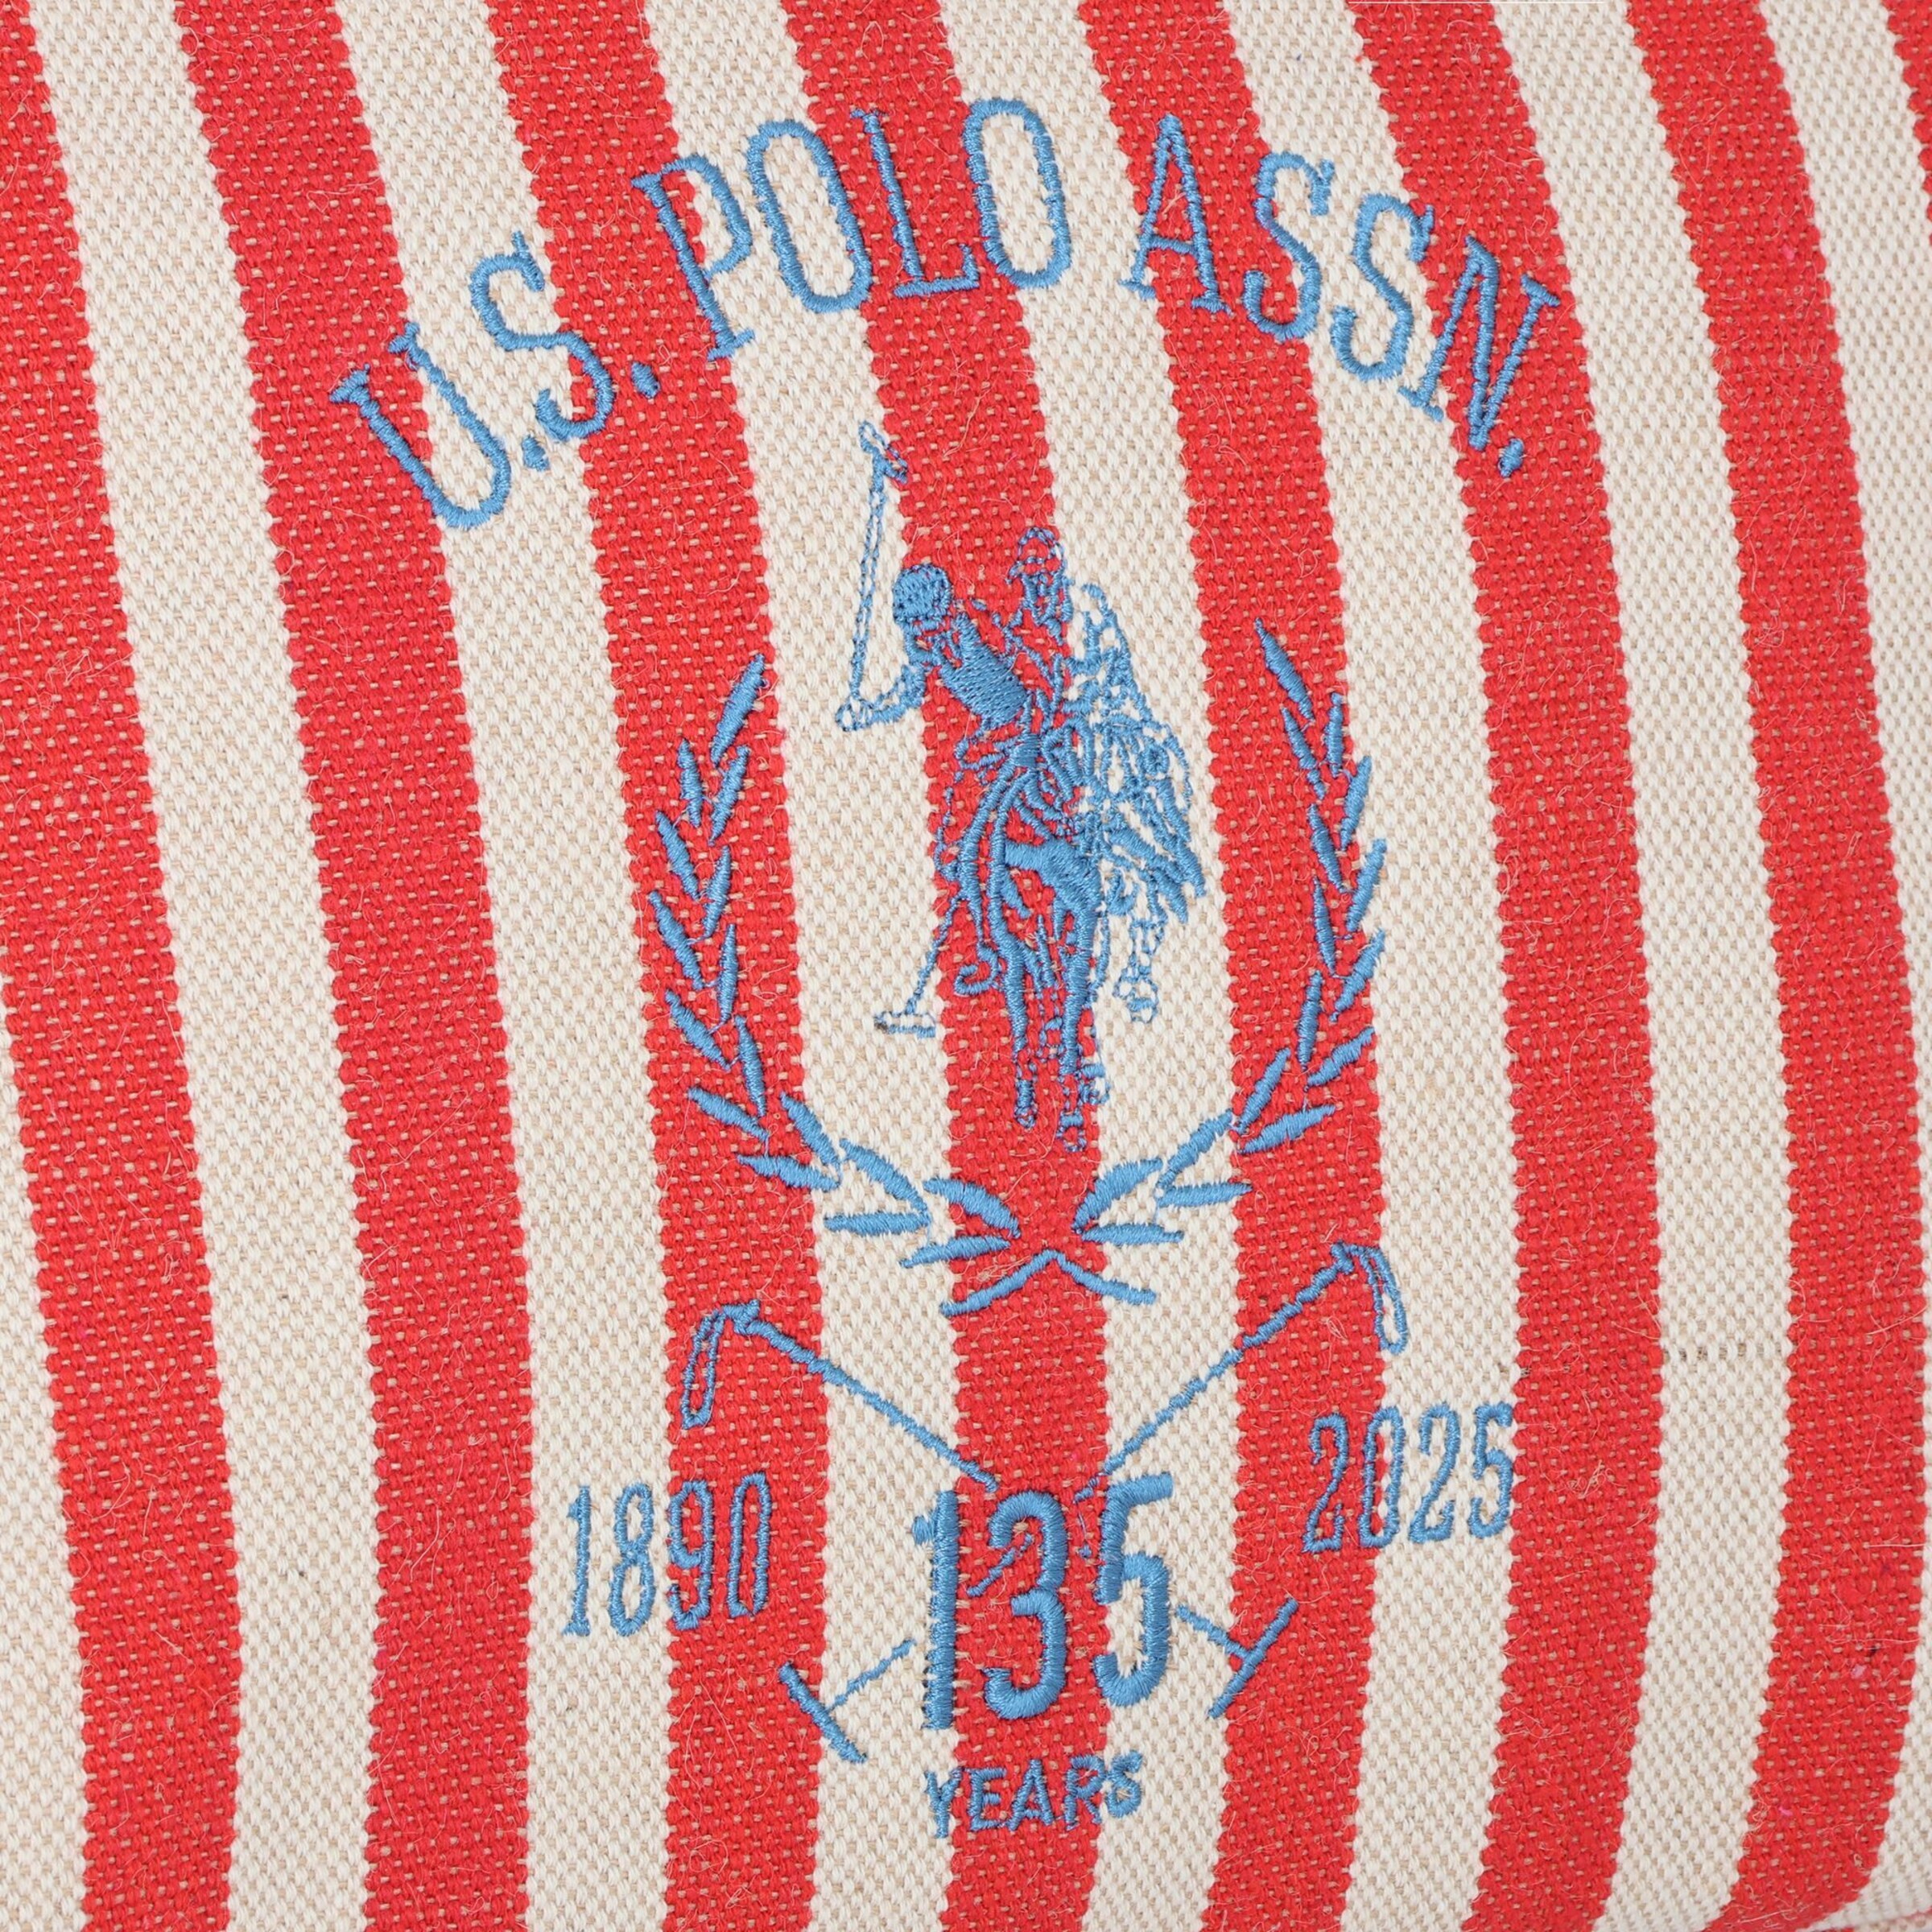 U.S. POLO ASSN.
1890 2025
135
YEARS